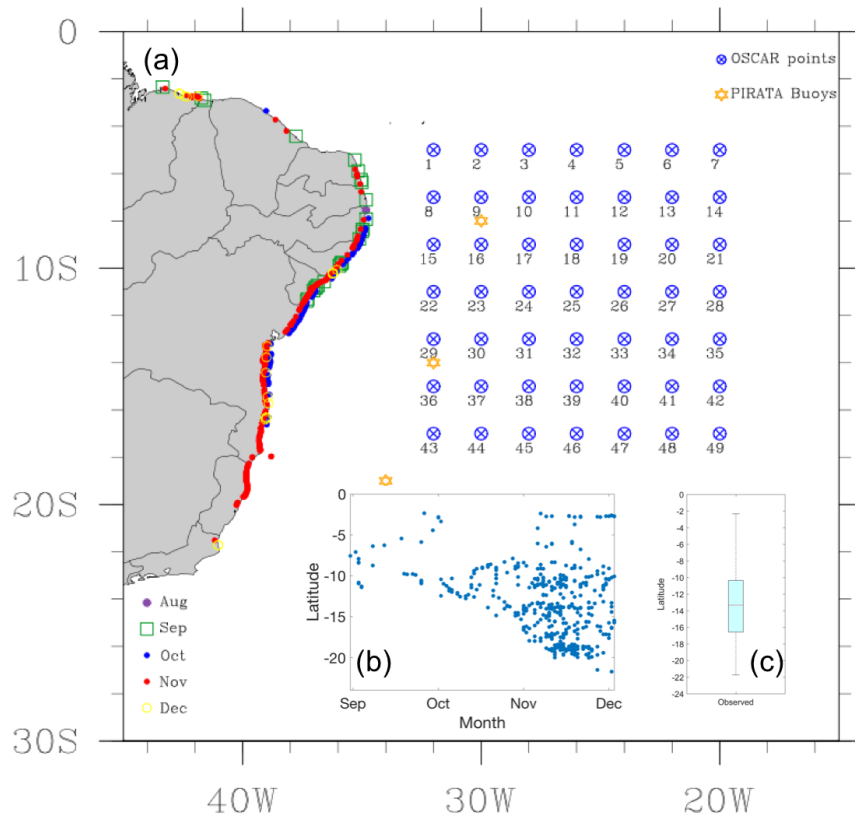 0
(a)
OSCAR points
PIRATA Buoys
1 2 3 4 5 6 7
8 9 10 11 12 13 14
10S
15 16 17 18 19 20 21
22 23 24 25 26 27 28
29 30 31 32 33 34 35
36 37 38 39 40 41 42
43 44 45 46 47 48 49
20S
Aug
Sep
Oct
Nov
Dec
0
-5
-10
-15
-20
Latitude
(b)
Sep Oct Nov Dec
Month
0
-2
-4
-6
-8
-10
-12
-14
-16
-18
-20
-22
-24
Latitude
(c)
Observed
30S
40W 30W 20W